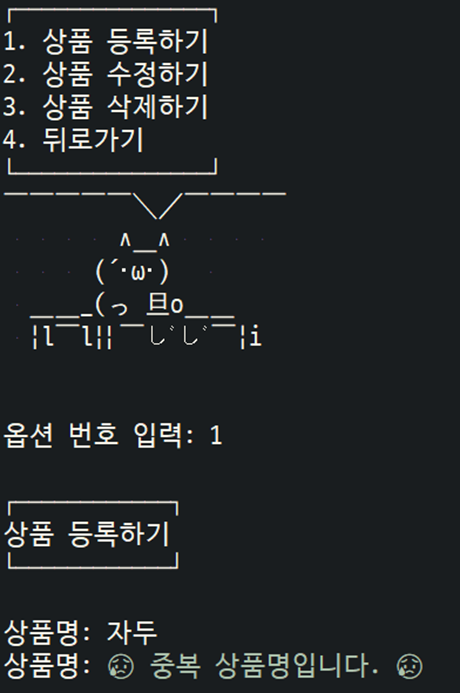 1. 상품 등록하기
2. 상품 수정하기
3. 상품 삭제하기
4. 뒤로가기
￣￣￣￣￣＼／￣￣￣￣
∧＿∧
(´･ω･)
＿＿_(っ 旦o＿＿
¦l￣l¦¦￣じじ￣¦i
옵션 번호 입력: 1
상품 등록하기
상품명: 자두
상품명: 😥 중복 상품명입니다. 😥